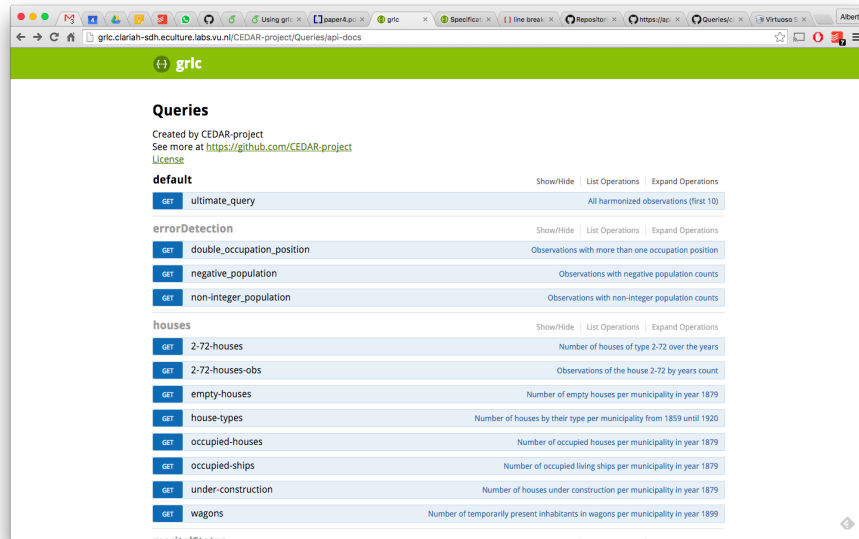 Using grlc
paper4.pd
grlc
Specificat
line break
Repositori
https://ap
Queries/c
Virtuoso S
Albert
grlc.clariah-sdh.eculture.labs.vu.nl/CEDAR-project/Queries/api-docs
7
grlc
Queries
Created by CEDAR-project
See more at https://github.com/CEDAR-project
License
default Show/Hide List Operations Expand Operations
GET ultimate_query All harmonized observations (first 10)
errorDetection Show/Hide List Operations Expand Operations
GET double_occupation_position Observations with more than one occupation position
GET negative_population Observations with negative population counts
GET non-integer_population Observations with non-integer population counts
houses Show/Hide List Operations Expand Operations
GET 2-72-houses Number of houses of type 2-72 over the years
GET 2-72-houses-obs Observations of the house 2-72 by years count
GET empty-houses Number of empty houses per municipality in year 1879
GET house-types Number of houses by their type per municipality from 1859 until 1920
GET occupied-houses Number of occupied houses per municipality in year 1879
GET occupied-ships Number of occupied living ships per municipality in year 1879
GET under-construction Number of houses under construction per municipality in year 1879
GET wagons Number of temporarily present inhabitants in wagons per municipality in year 1899